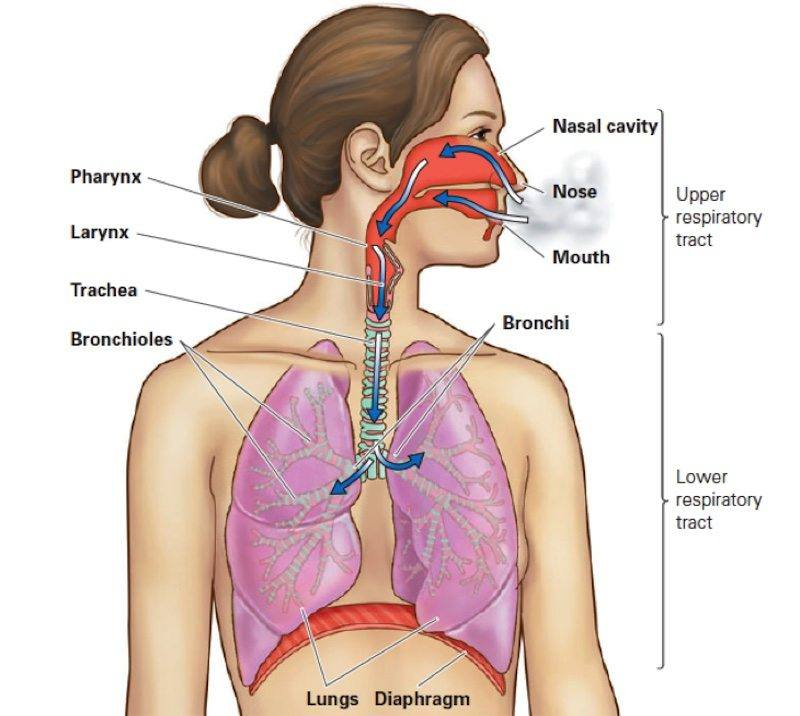 Nasal cavity
Pharynx
Nose
Upper
respiratory
tract
Larynx
Mouth
Trachea
Bronchi
Bronchioles
Lower
respiratory
tract
Lungs
Diaphragm